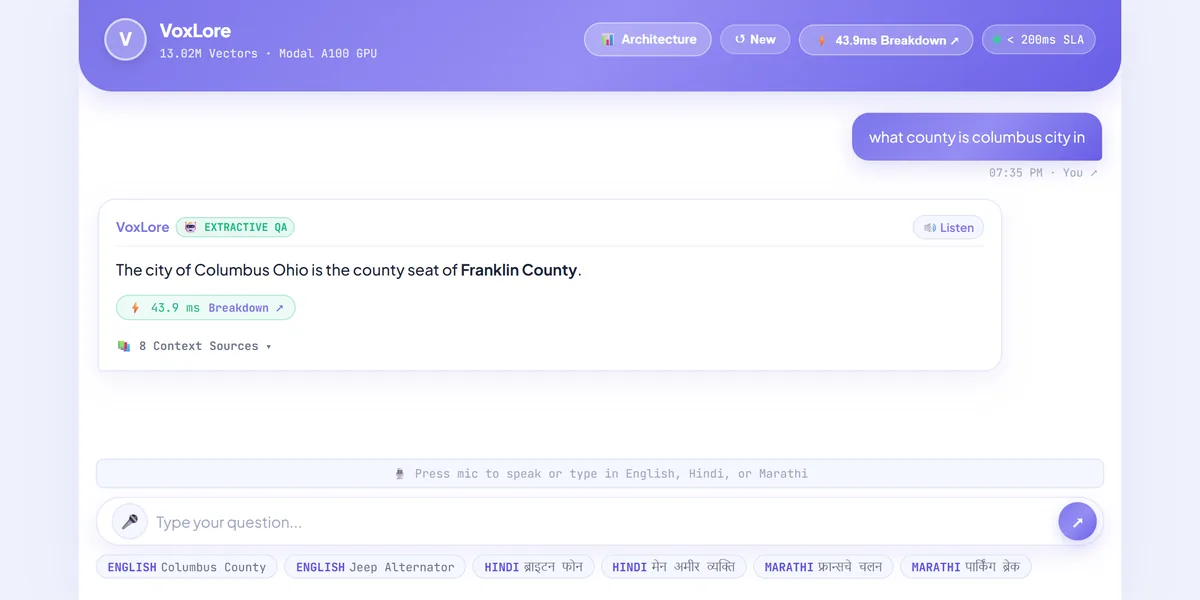 V
VoxLore
13.02M Vectors · Modal A100 GPU
📊 Architecture
↺ New
⚡ 43.9ms Breakdown ↗
< 200ms SLA
what county is columbus city in
07:35 PM · You ↗
VoxLore
EXTRACTIVE QA
🔊 Listen
The city of Columbus Ohio is the county seat of Franklin County.
⚡ 43.9 ms Breakdown ↗
📚 8 Context Sources ▾
🎙 Press mic to speak or type in English, Hindi, or Marathi
🎤 Type your question...
↗
ENGLISH Columbus County
ENGLISH Jeep Alternator
HINDI ब्राइटन फोन
HINDI मेन अमीर व्यक्ति
MARATHI फ्रान्सचे चलन
MARATHI पार्किंग ब्रेक